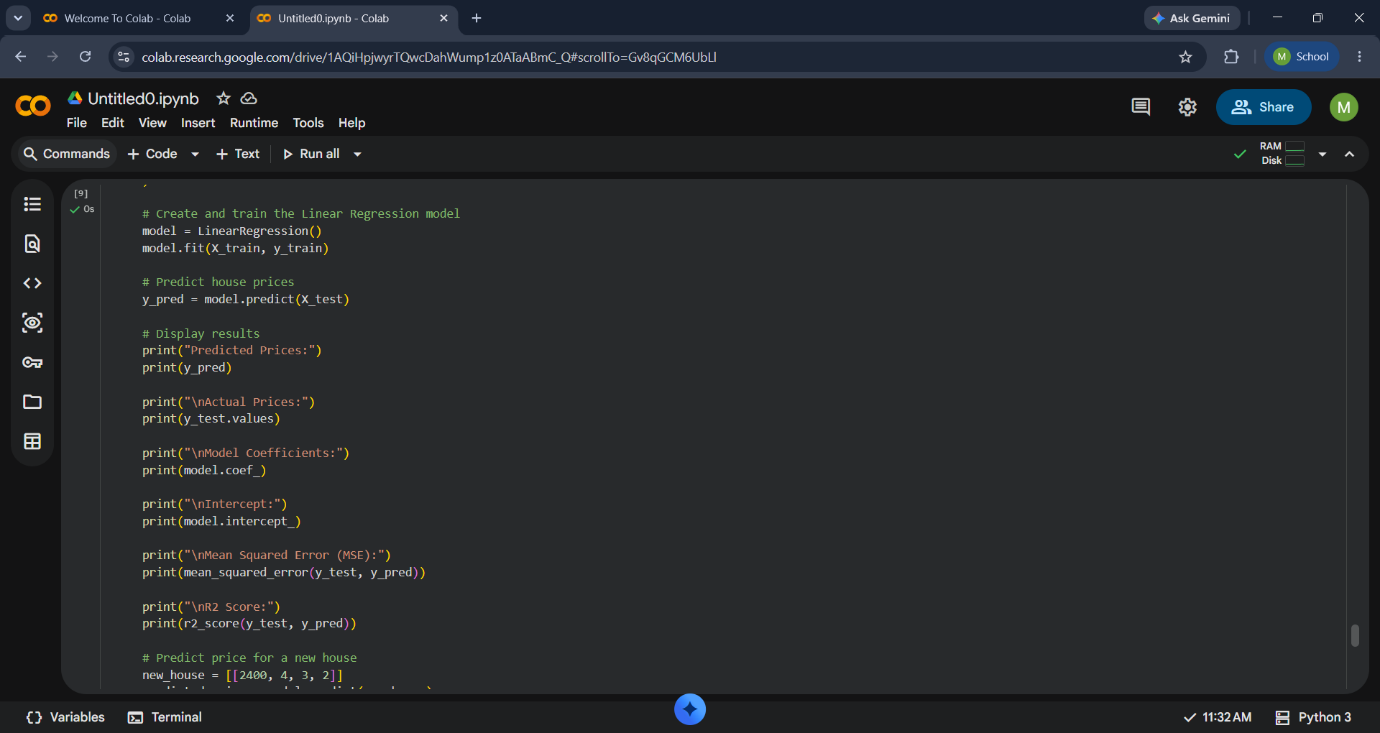 Welcome To Colab - Colab
Untitled0.ipynb - Colab
Ask Gemini
colab.research.google.com/drive/1AQiHpjwyrTQwcDahWump1z0ATaABmC_Q#scrollTo=Gv8qGCM6UbLl
M School
Untitled0.ipynb
File Edit View Insert Runtime Tools Help
Share
M
Commands + Code + Text Run all
RAM
Disk
[9]
0s
# Create and train the Linear Regression model
model = LinearRegression()
model.fit(X_train, y_train)
# Predict house prices
y_pred = model.predict(X_test)
# Display results
print("Predicted Prices:")
print(y_pred)
print("\nActual Prices:")
print(y_test.values)
print("\nModel Coefficients:")
print(model.coef_)
print("\nIntercept:")
print(model.intercept_)
print("\nMean Squared Error (MSE):")
print(mean_squared_error(y_test, y_pred))
print("\nR2 Score:")
print(r2_score(y_test, y_pred))
# Predict price for a new house
new_house = [[2400, 4, 3, 2]]
Variables Terminal
11:32 AM Python 3